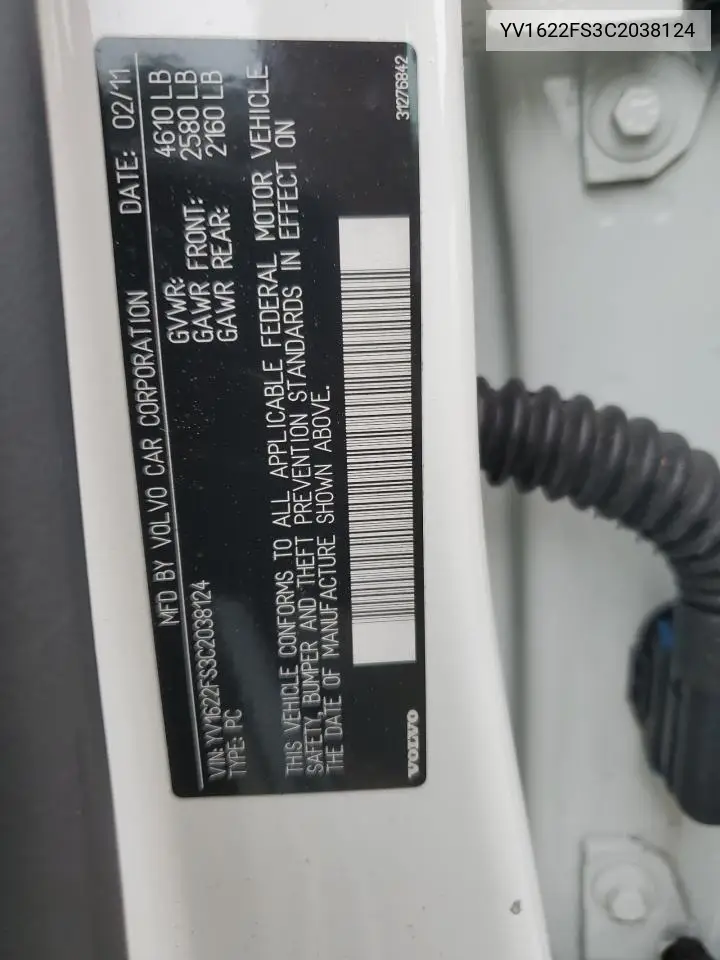 YV1622FS3C2038124
MFD BY VOLVO CAR CORPORATION DATE: 02/11
GVWR: 4610 LB
GAWR FRONT: 2580 LB
GAWR REAR: 2160 LB
VIN: YV1622FS3C2038124
TYPE: PC
THIS VEHICLE CONFORMS TO ALL APPLICABLE FEDERAL MOTOR VEHICLE
SAFETY, BUMPER AND THEFT PREVENTION STANDARDS IN EFFECT ON
THE DATE OF MANUFACTURE SHOWN ABOVE.
VOLVO
31276842